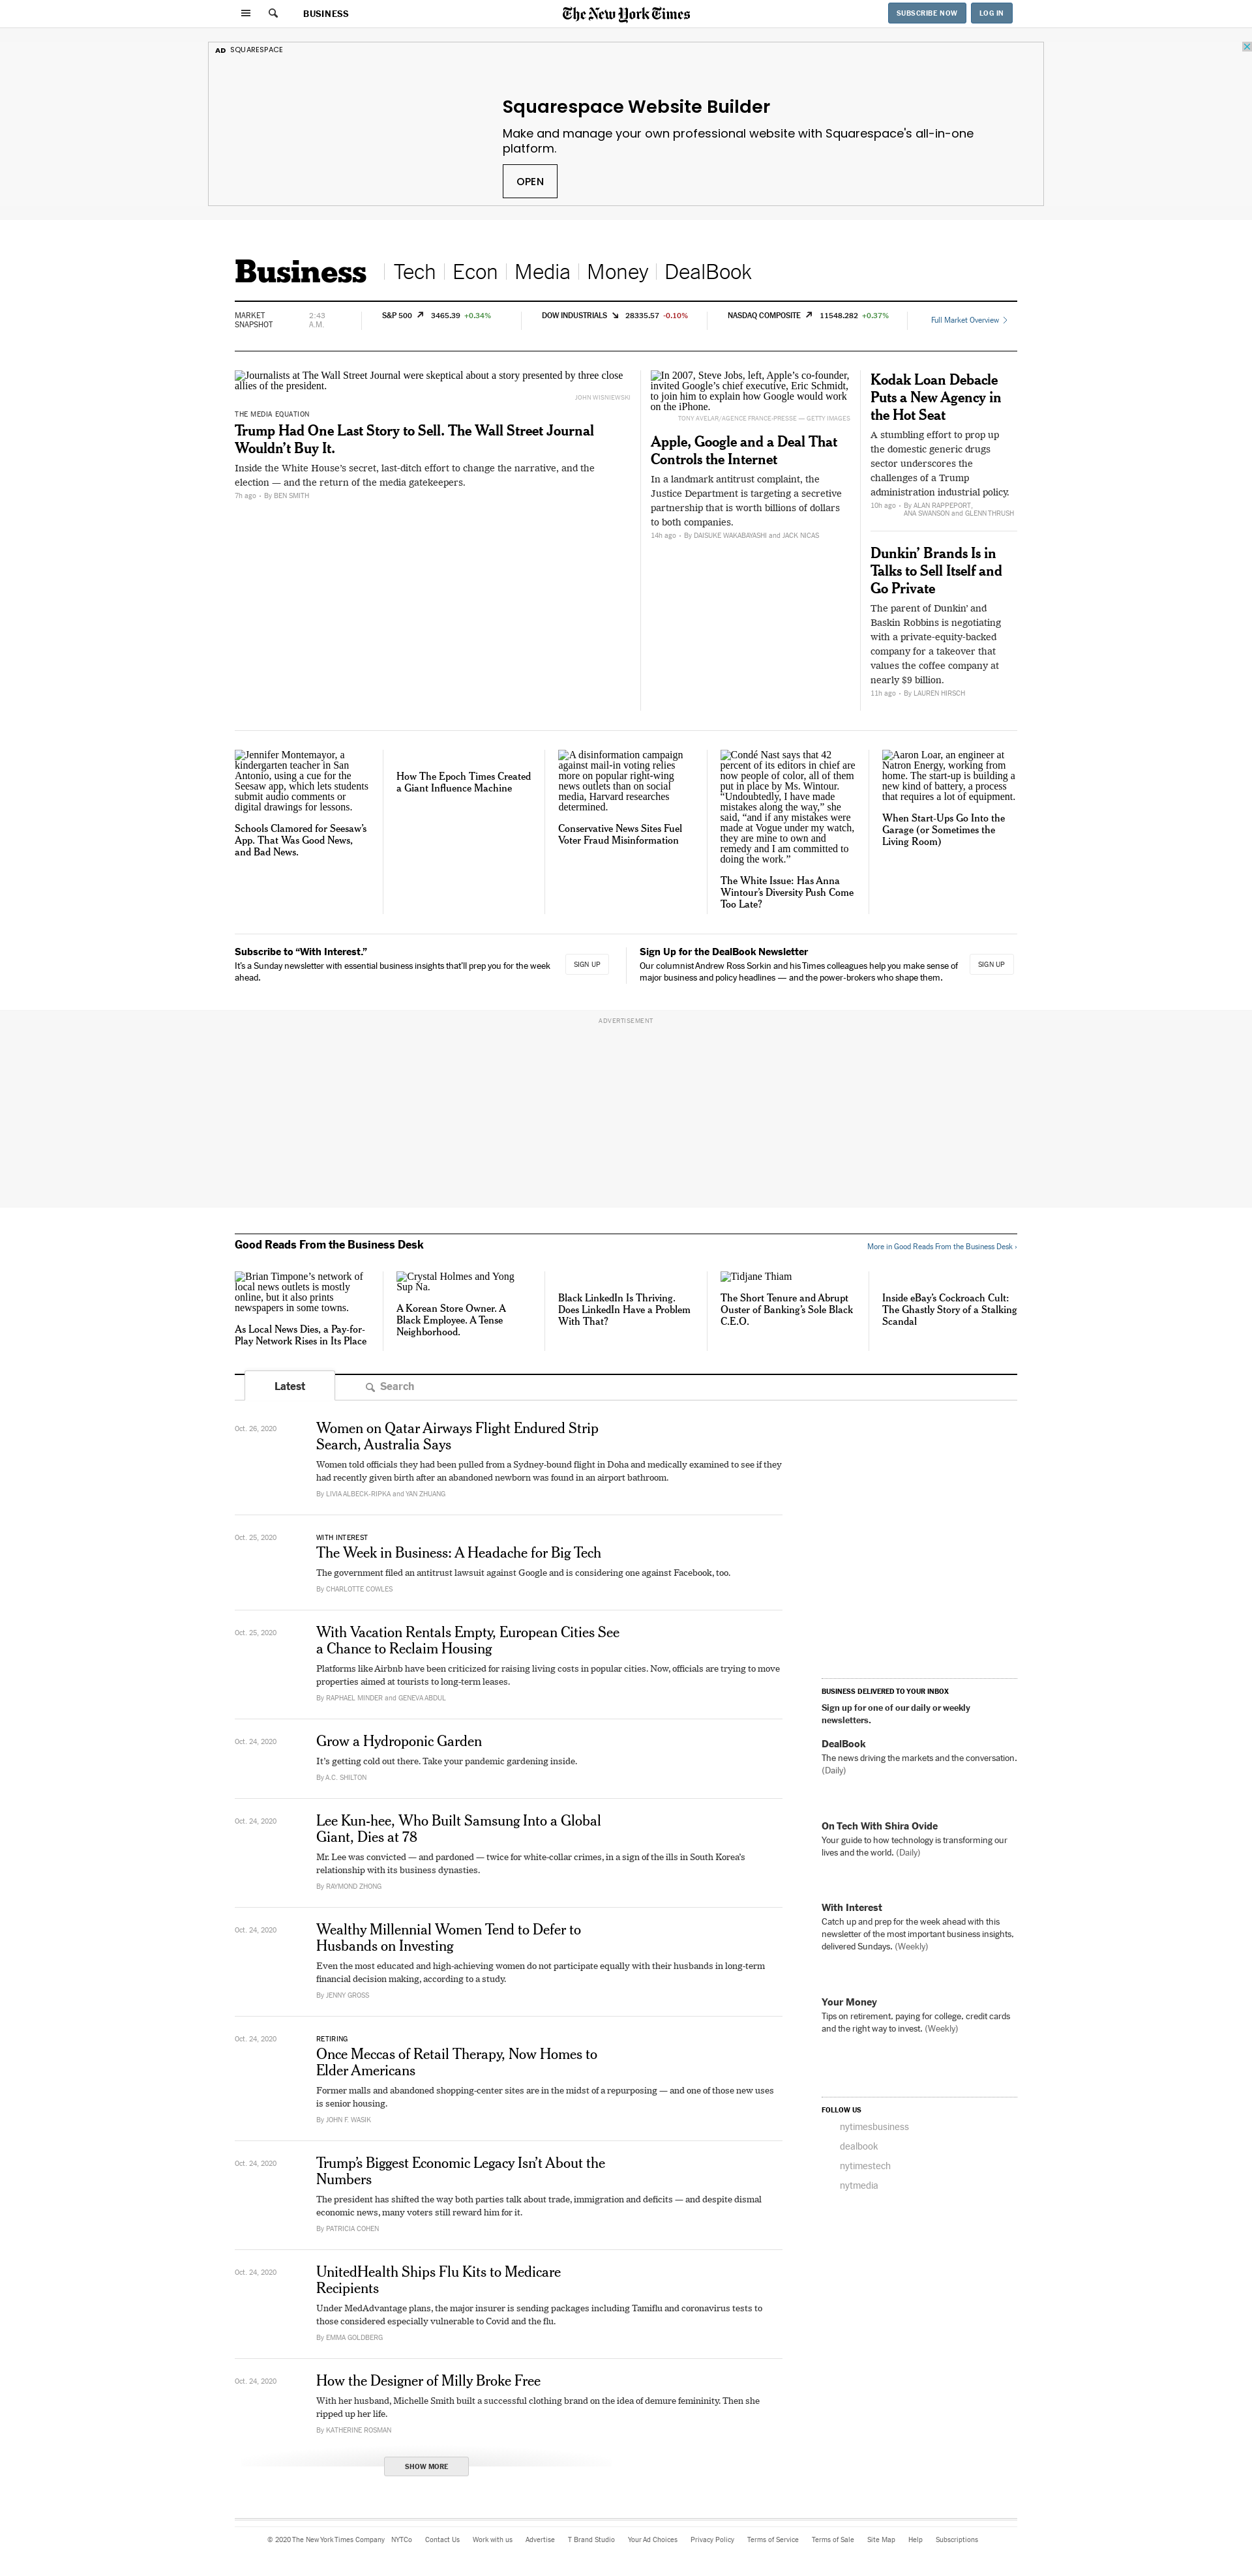 BUSINESS
The New York Times
SUBSCRIBE NOW
LOG IN
AD SQUARESPACE
Squarespace Website Builder
Make and manage your own professional website with Squarespace's all-in-one
platform.
OPEN
Business
Tech
Econ
Media
Money
DealBook
MARKET
SNAPSHOT
2:43
A.M.
S&P 500 3465.39 +0.34%
DOW INDUSTRIALS 28335.57 -0.10%
NASDAQ COMPOSITE 11548.282 +0.37%
Full Market Overview
Journalists at The Wall Street Journal were skeptical about a story presented by three close
allies of the president.
JOHN WISNIEWSKI
THE MEDIA EQUATION
Trump Had One Last Story to Sell. The Wall Street Journal
Wouldn’t Buy It.
Inside the White House’s secret, last-ditch effort to change the narrative, and the
election — and the return of the media gatekeepers.
7h ago • By BEN SMITH
In 2007, Steve Jobs, left, Apple’s co-founder,
invited Google’s chief executive, Eric Schmidt,
to join him to explain how Google would work
on the iPhone.
TONY AVELAR/AGENCE FRANCE-PRESSE — GETTY IMAGES
Apple, Google and a Deal That
Controls the Internet
In a landmark antitrust complaint, the
Justice Department is targeting a secretive
partnership that is worth billions of dollars
to both companies.
14h ago • By DAISUKE WAKABAYASHI and JACK NICAS
Kodak Loan Debacle
Puts a New Agency in
the Hot Seat
A stumbling effort to prop up
the domestic generic drugs
sector underscores the
challenges of a Trump
administration industrial policy.
10h ago • By ALAN RAPPEPORT,
ANA SWANSON and GLENN THRUSH
Dunkin’ Brands Is in
Talks to Sell Itself and
Go Private
The parent of Dunkin’ and
Baskin Robbins is negotiating
with a private-equity-backed
company for a takeover that
values the coffee company at
nearly $9 billion.
11h ago • By LAUREN HIRSCH
Jennifer Montemayor, a
kindergarten teacher in San
Antonio, using a cue for the
Seesaw app, which lets students
submit audio comments or
digital drawings for lessons.
Schools Clamored for Seesaw’s
App. That Was Good News,
and Bad News.
How The Epoch Times Created
a Giant Influence Machine
A disinformation campaign
against mail-in voting relies
more on popular right-wing
news outlets than on social
media, Harvard researches
determined.
Conservative News Sites Fuel
Voter Fraud Misinformation
Condé Nast says that 42
percent of its editors in chief are
now people of color, all of them
put in place by Ms. Wintour.
“Undoubtedly, I have made
mistakes along the way,” she
said, “and if any mistakes were
made at Vogue under my watch,
they are mine to own and
remedy and I am committed to
doing the work.”
The White Issue: Has Anna
Wintour’s Diversity Push Come
Too Late?
Aaron Loar, an engineer at
Natron Energy, working from
home. The start-up is building a
new kind of battery, a process
that requires a lot of equipment.
When Start-Ups Go Into the
Garage (or Sometimes the
Living Room)
Subscribe to “With Interest.”
It’s a Sunday newsletter with essential business insights that’ll prep you for the week
ahead.
SIGN UP
Sign Up for the DealBook Newsletter
Our columnist Andrew Ross Sorkin and his Times colleagues help you make sense of
major business and policy headlines — and the power-brokers who shape them.
SIGN UP
ADVERTISEMENT
Good Reads From the Business Desk
More in Good Reads From the Business Desk ›
Brian Timpone’s network of
local news outlets is mostly
online, but it also prints
newspapers in some towns.
As Local News Dies, a Pay-for-
Play Network Rises in Its Place
Crystal Holmes and Yong
Sup Na.
A Korean Store Owner. A
Black Employee. A Tense
Neighborhood.
Black LinkedIn Is Thriving.
Does LinkedIn Have a Problem
With That?
Tidjane Thiam
The Short Tenure and Abrupt
Ouster of Banking’s Sole Black
C.E.O.
Inside eBay’s Cockroach Cult:
The Ghastly Story of a Stalking
Scandal
Latest
Search
Oct. 26, 2020
Women on Qatar Airways Flight Endured Strip
Search, Australia Says
Women told officials they had been pulled from a Sydney-bound flight in Doha and medically examined to see if they
had recently given birth after an abandoned newborn was found in an airport bathroom.
By LIVIA ALBECK-RIPKA and YAN ZHUANG
Oct. 25, 2020
WITH INTEREST
The Week in Business: A Headache for Big Tech
The government filed an antitrust lawsuit against Google and is considering one against Facebook, too.
By CHARLOTTE COWLES
Oct. 25, 2020
With Vacation Rentals Empty, European Cities See
a Chance to Reclaim Housing
Platforms like Airbnb have been criticized for raising living costs in popular cities. Now, officials are trying to move
properties aimed at tourists to long-term leases.
By RAPHAEL MINDER and GENEVA ABDUL
Oct. 24, 2020
Grow a Hydroponic Garden
It’s getting cold out there. Take your pandemic gardening inside.
By A.C. SHILTON
Oct. 24, 2020
Lee Kun-hee, Who Built Samsung Into a Global
Giant, Dies at 78
Mr. Lee was convicted — and pardoned — twice for white-collar crimes, in a sign of the ills in South Korea’s
relationship with its business dynasties.
By RAYMOND ZHONG
Oct. 24, 2020
Wealthy Millennial Women Tend to Defer to
Husbands on Investing
Even the most educated and high-achieving women do not participate equally with their husbands in long-term
financial decision making, according to a study.
By JENNY GROSS
Oct. 24, 2020
RETIRING
Once Meccas of Retail Therapy, Now Homes to
Elder Americans
Former malls and abandoned shopping-center sites are in the midst of a repurposing — and one of those new uses
is senior housing.
By JOHN F. WASIK
Oct. 24, 2020
Trump’s Biggest Economic Legacy Isn’t About the
Numbers
The president has shifted the way both parties talk about trade, immigration and deficits — and despite dismal
economic news, many voters still reward him for it.
By PATRICIA COHEN
Oct. 24, 2020
UnitedHealth Ships Flu Kits to Medicare
Recipients
Under MedAdvantage plans, the major insurer is sending packages including Tamiflu and coronavirus tests to
those considered especially vulnerable to Covid and the flu.
By EMMA GOLDBERG
Oct. 24, 2020
How the Designer of Milly Broke Free
With her husband, Michelle Smith built a successful clothing brand on the idea of demure femininity. Then she
ripped up her life.
By KATHERINE ROSMAN
SHOW MORE
BUSINESS DELIVERED TO YOUR INBOX
Sign up for one of our daily or weekly
newsletters.
DealBook
The news driving the markets and the conversation.
(Daily)
On Tech With Shira Ovide
Your guide to how technology is transforming our
lives and the world. (Daily)
With Interest
Catch up and prep for the week ahead with this
newsletter of the most important business insights,
delivered Sundays. (Weekly)
Your Money
Tips on retirement, paying for college, credit cards
and the right way to invest. (Weekly)
FOLLOW US
nytimesbusiness
dealbook
nytimestech
nytmedia
© 2020 The New York Times Company NYTCo Contact Us Work with us Advertise T Brand Studio Your Ad Choices Privacy Policy Terms of Service Terms of Sale Site Map Help Subscriptions